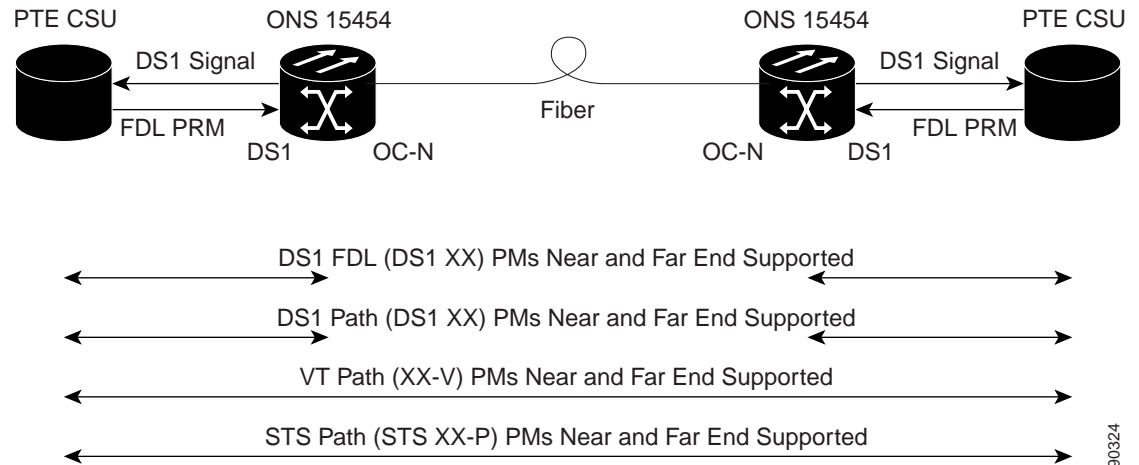 PTE CSU
ONS 15454
ONS 15454
PTE CSU
DS1 Signal
DS1 Signal
Fiber
FDL PRM
FDL PRM
DS1
OC-N
OC-N
DS1
DS1 FDL (DS1 XX) PMs Near and Far End Supported
DS1 Path (DS1 XX) PMs Near and Far End Supported
VT Path (XX-V) PMs Near and Far End Supported
STS Path (STS XX-P) PMs Near and Far End Supported
90324